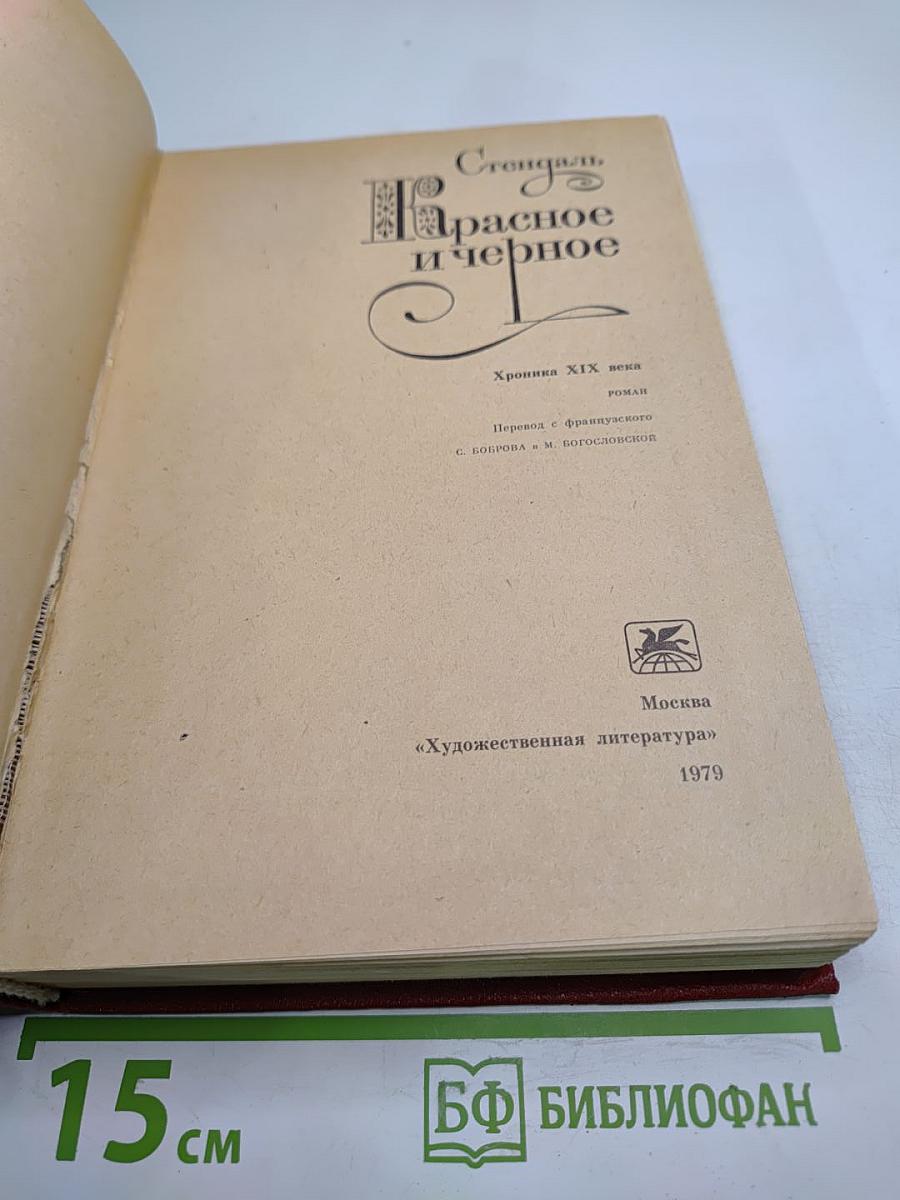 Стендаль
Красное
и черное
Хроника XIX века
РОМАН
Перевод с французского
С. БОБРОВА и М. БОГОСЛОВСКОЙ
Москва
«Художественная литература»
1979
15 см
БФ БИБЛИОФАН